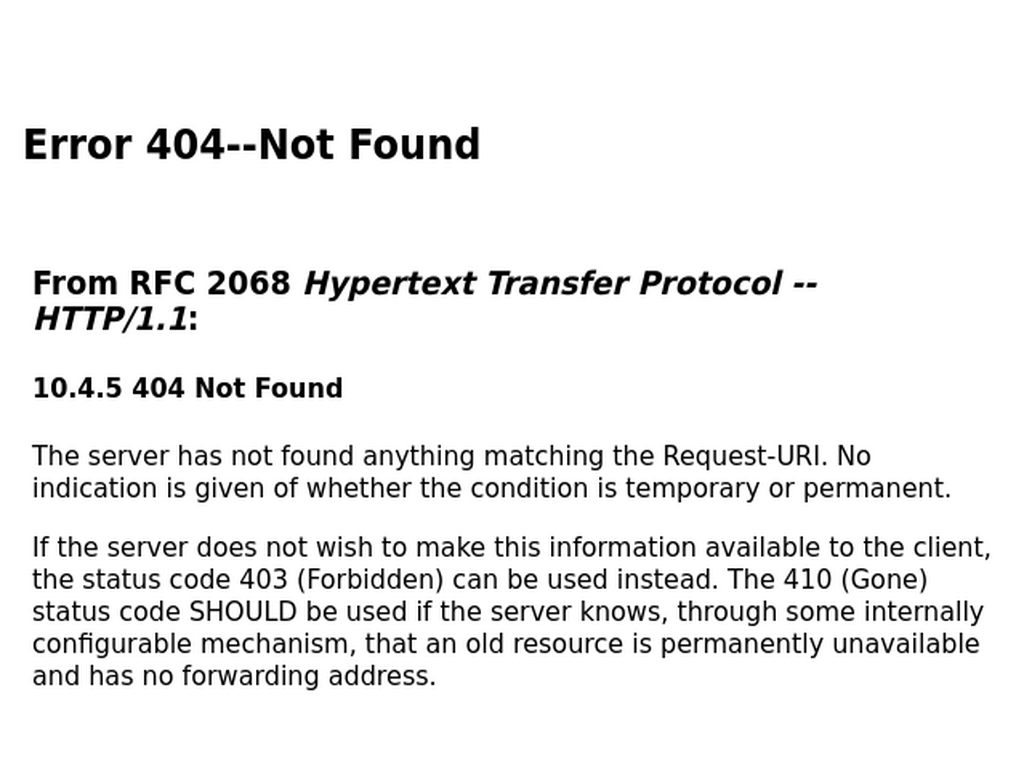 Error 404--Not Found
From RFC 2068 Hypertext Transfer Protocol --
HTTP/1.1:
10.4.5 404 Not Found
The server has not found anything matching the Request-URI. No
indication is given of whether the condition is temporary or permanent.
If the server does not wish to make this information available to the client,
the status code 403 (Forbidden) can be used instead. The 410 (Gone)
status code SHOULD be used if the server knows, through some internally
configurable mechanism, that an old resource is permanently unavailable
and has no forwarding address.